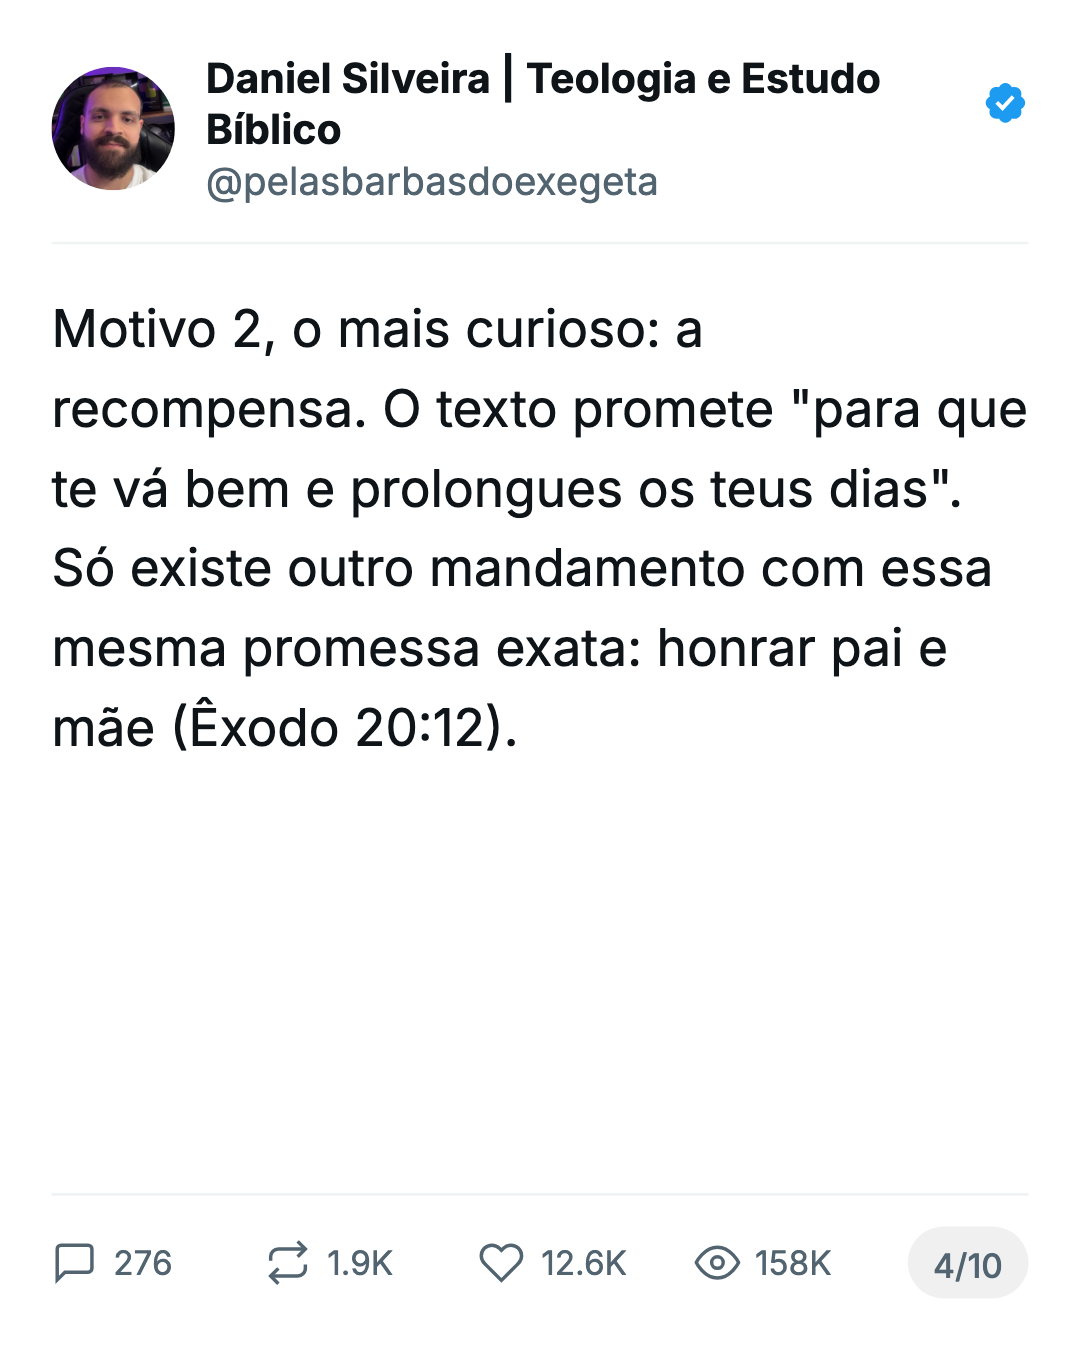 Daniel Silveira | Teologia e Estudo
Bíblico
@pelasbarbasdoexegeta
Motivo 2, o mais curioso: a
recompensa. O texto promete "para que
te vá bem e prolongues os teus dias".
Só existe outro mandamento com essa
mesma promessa exata: honrar pai e
mãe (Êxodo 20:12).
276 1.9K 12.6K 158K 4/10